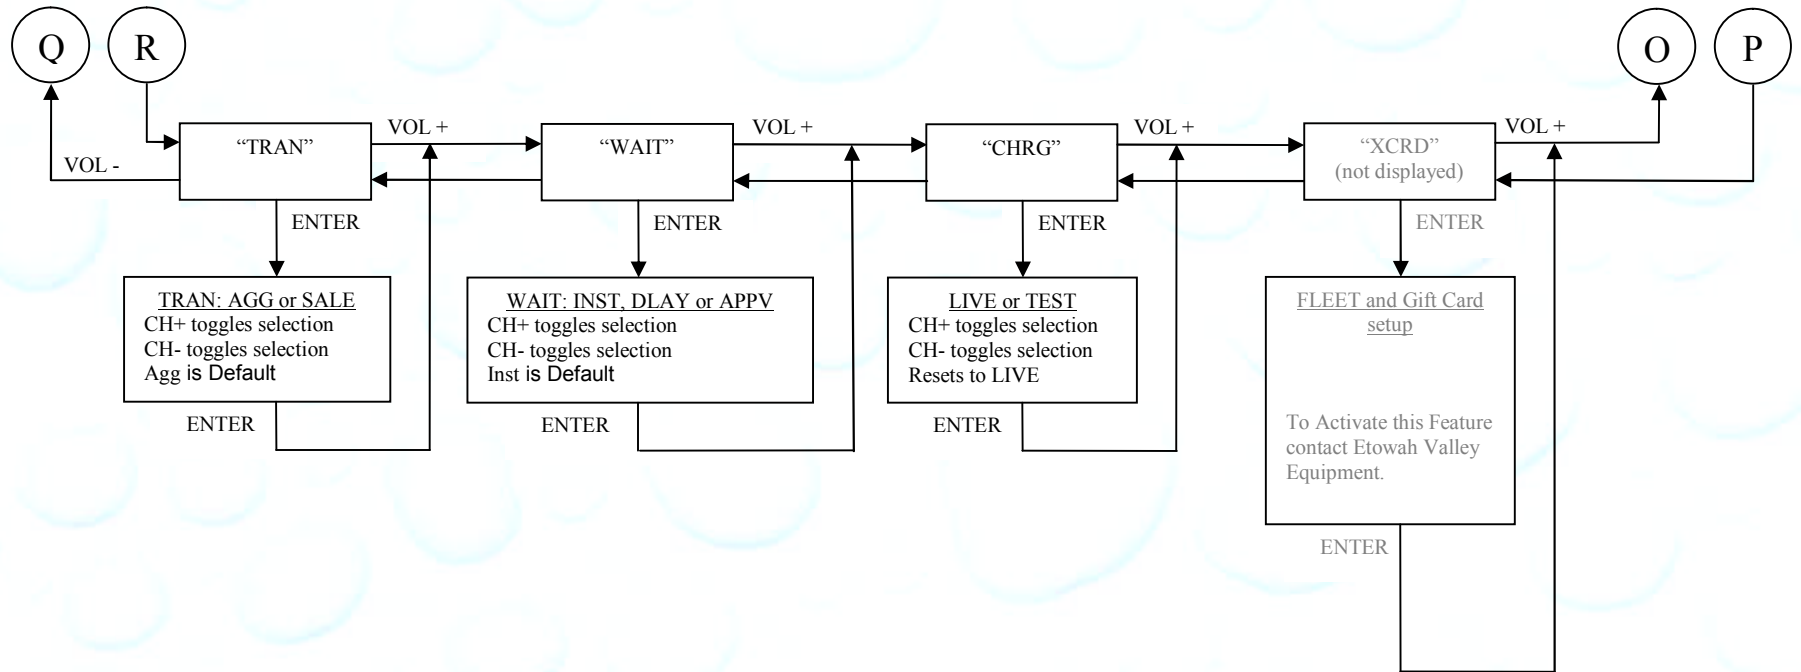 Q
R
O
P
VOL -
"TRAN"
VOL +
"WAIT"
VOL +
"CHRG"
VOL +
"XCRD"
(not displayed)
VOL +
ENTER
ENTER
ENTER
ENTER
TRAN: AGG or SALE
CH+ toggles selection
CH- toggles selection
Agg is Default
ENTER
WAIT: INST, DLAY or APPV
CH+ toggles selection
CH- toggles selection
Inst is Default
ENTER
LIVE or TEST
CH+ toggles selection
CH- toggles selection
Resets to LIVE
ENTER
FLEET and Gift Card
setup
To Activate this Feature
contact Etowah Valley
Equipment.
ENTER